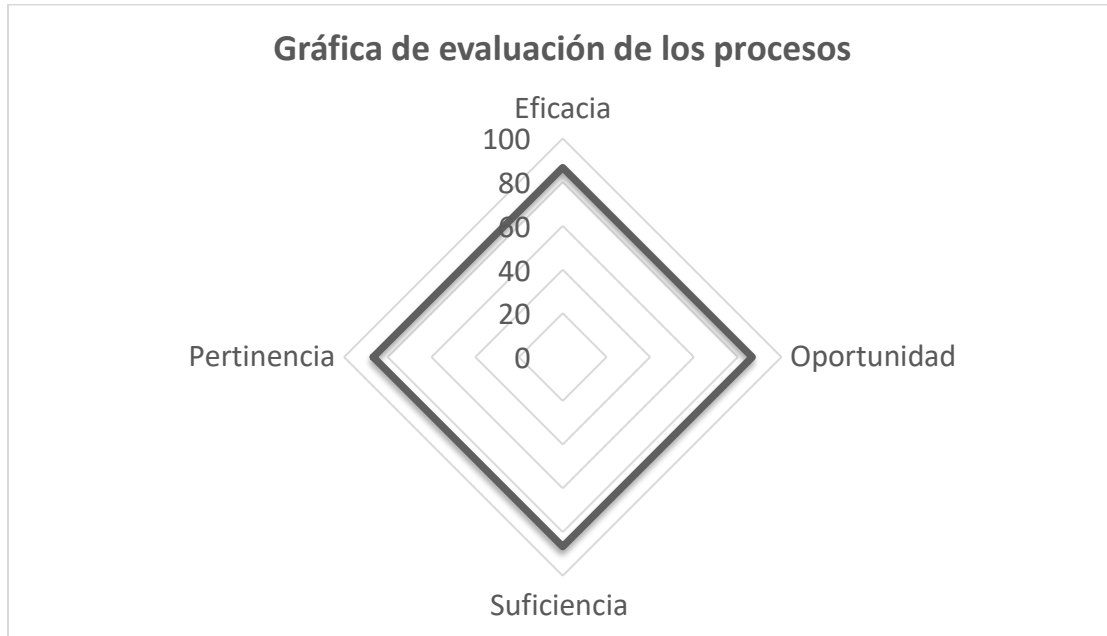 Gráfica de evaluación de los procesos
Eficacia
100
80
60
40
20
0
Pertinencia
Oportunidad
Suficiencia